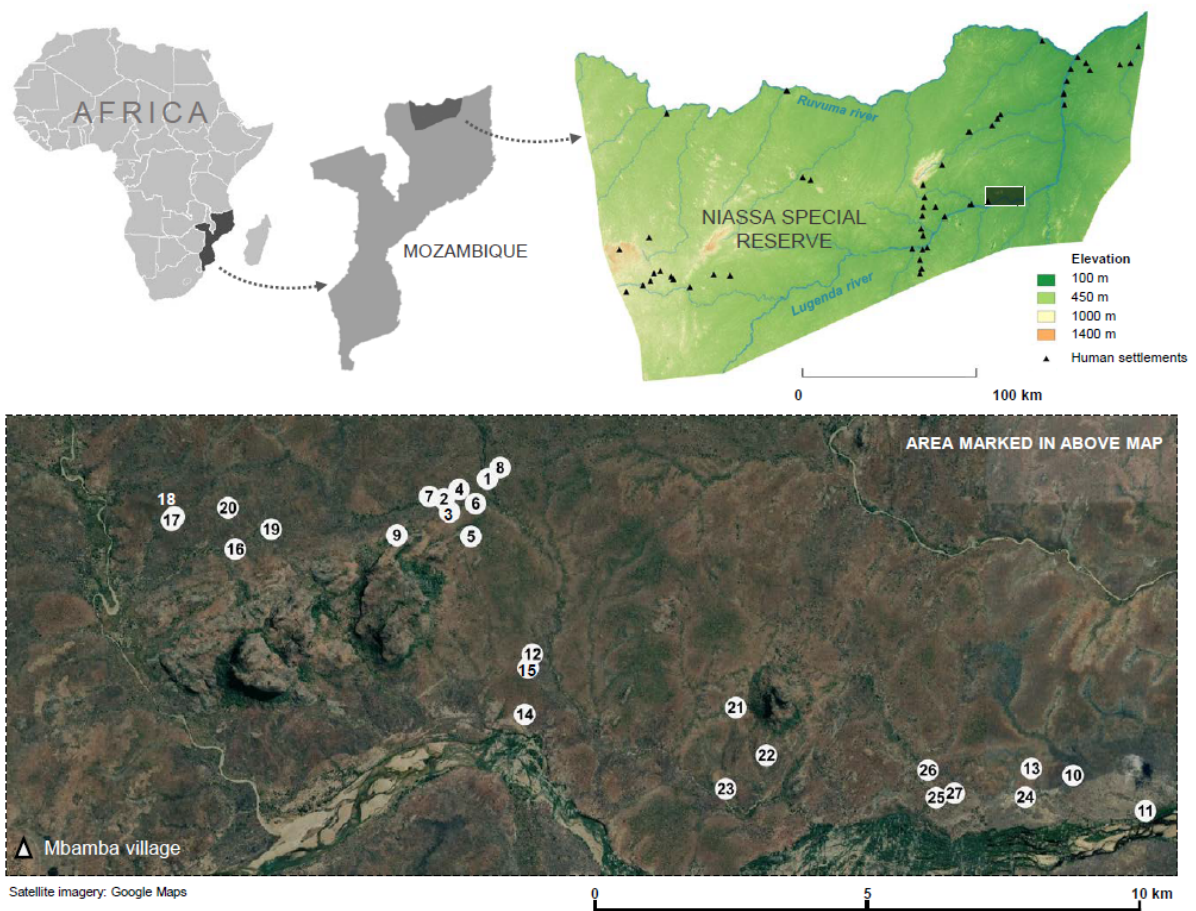 AFRICA
MOZAMBIQUE
Ruvuma river
NIASSA SPECIAL
RESERVE
Lugenda river
Elevation
100 m
450 m
1000 m
1400 m
Human settlements
0 100 km
AREA MARKED IN ABOVE MAP
8
1
18
4
7 2
20
6
17
3
19
9
5
16
12
15
21
14
22
26
13
10
23
25
27
24
11
Mbamba village
Satellite imagery: Google Maps
0 5 10 km